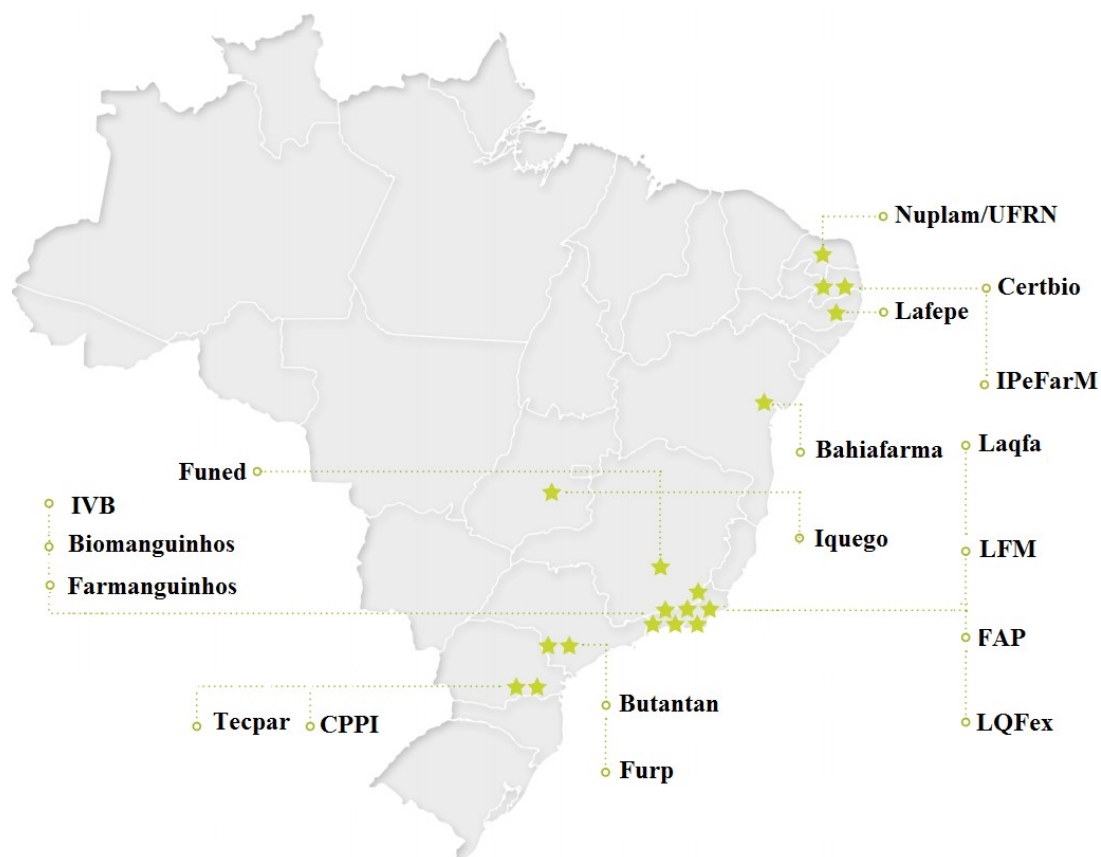 Nuplam/UFRN
Certbio
Lafepe
IPeFarM
Bahiafarma
Laqfa
Funed
IVB
Iquego
LFM
Biomanguinhos
Farmanguinhos
FAP
Butantan
Tecpar
CPPI
LQFex
Furp